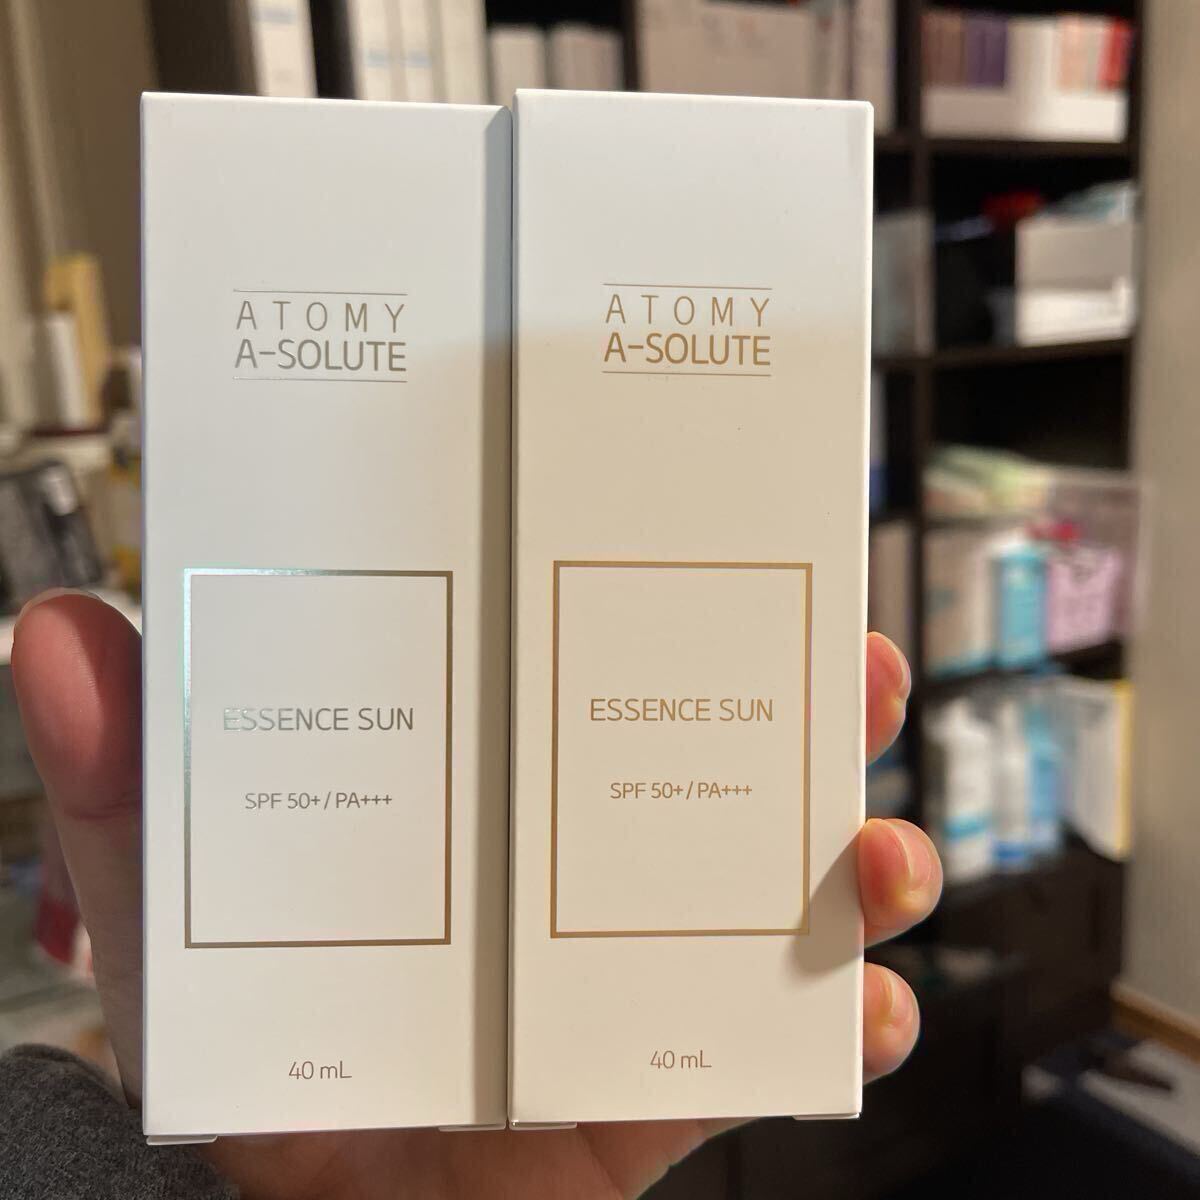 ATOMY
A-SOLUTE
ESSENCE SUN
SPF 50+/PA+++
40 mL
ATOMY
A-SOLUTE
ESSENCE SUN
SPF 50+/PA+++
40 mL